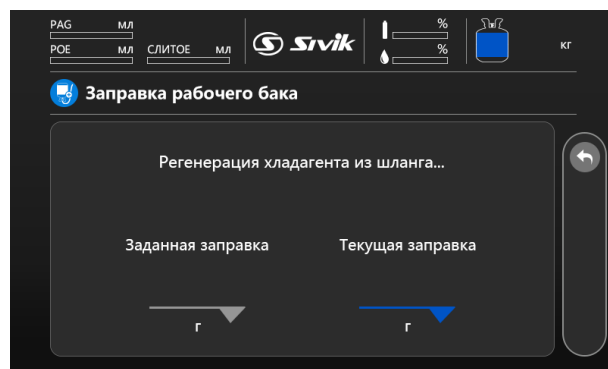 PAG мл
POE мл СЛИТОЕ мл
Sivik
%
%
кг
Заправка рабочего бака
Регенерация хладагента из шланга...
Заданная заправка Текущая заправка
г г